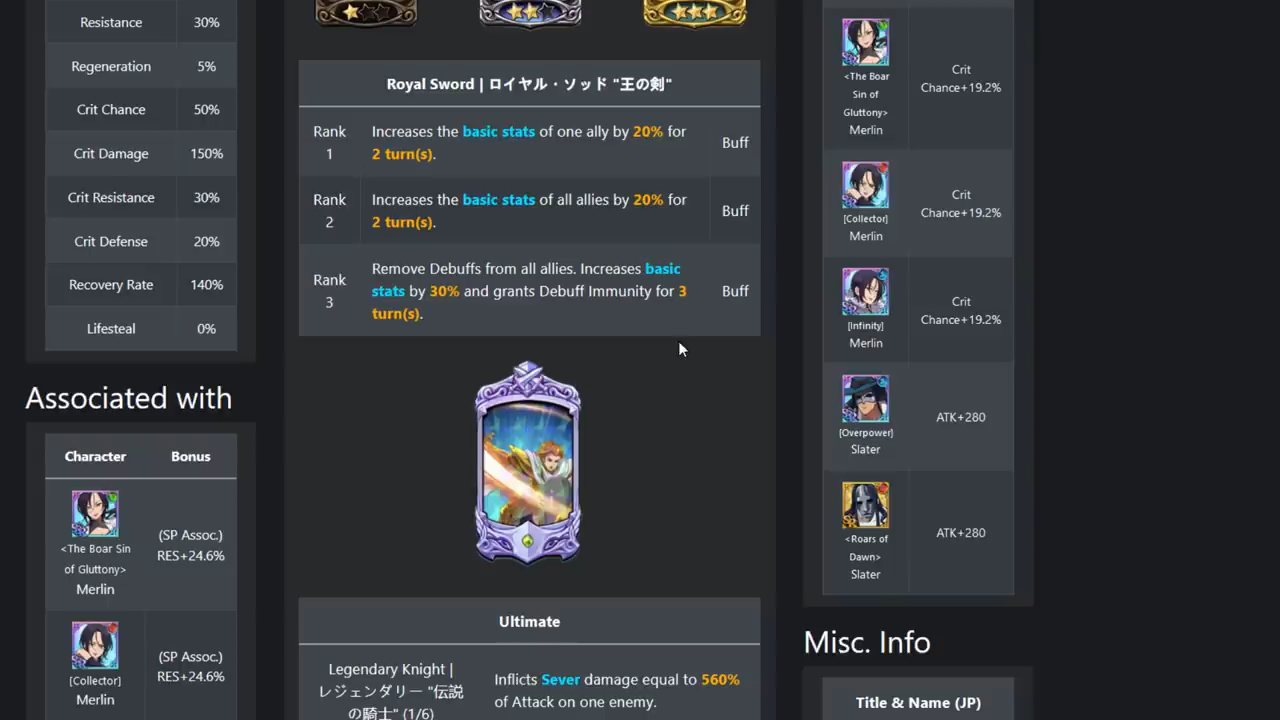 Resistance 30%
Regeneration 5%
Crit Chance 50%
Crit Damage 150%
Crit Resistance 30%
Crit Defense 20%
Recovery Rate 140%
Lifesteal 0%
Associated with
Character Bonus
<The Boar Sin
of Gluttony>
Merlin
(SP Assoc.)
RES+24.6%
[Collector]
Merlin
(SP Assoc.)
RES+24.6%
Royal Sword | ロイヤル・ソッド "王の剣"
Rank
1
Increases the basic stats of one ally by 20% for
2 turn(s).
Buff
Rank
2
Increases the basic stats of all allies by 20% for
2 turn(s).
Buff
Rank
3
Remove Debuffs from all allies. Increases basic
stats by 30% and grants Debuff Immunity for 3
turn(s).
Buff
Ultimate
Legendary Knight |
レジェンダリー "伝説
の騎士" (1/6)
Inflicts Sever damage equal to 560%
of Attack on one enemy.
<The Boar
Sin of
Gluttony>
Merlin
Crit
Chance+19.2%
[Collector]
Merlin
Crit
Chance+19.2%
[Infinity]
Merlin
Crit
Chance+19.2%
[Overpower]
Slater
ATK+280
<Roars of
Dawn>
Slater
ATK+280
Misc. Info
Title & Name (JP)